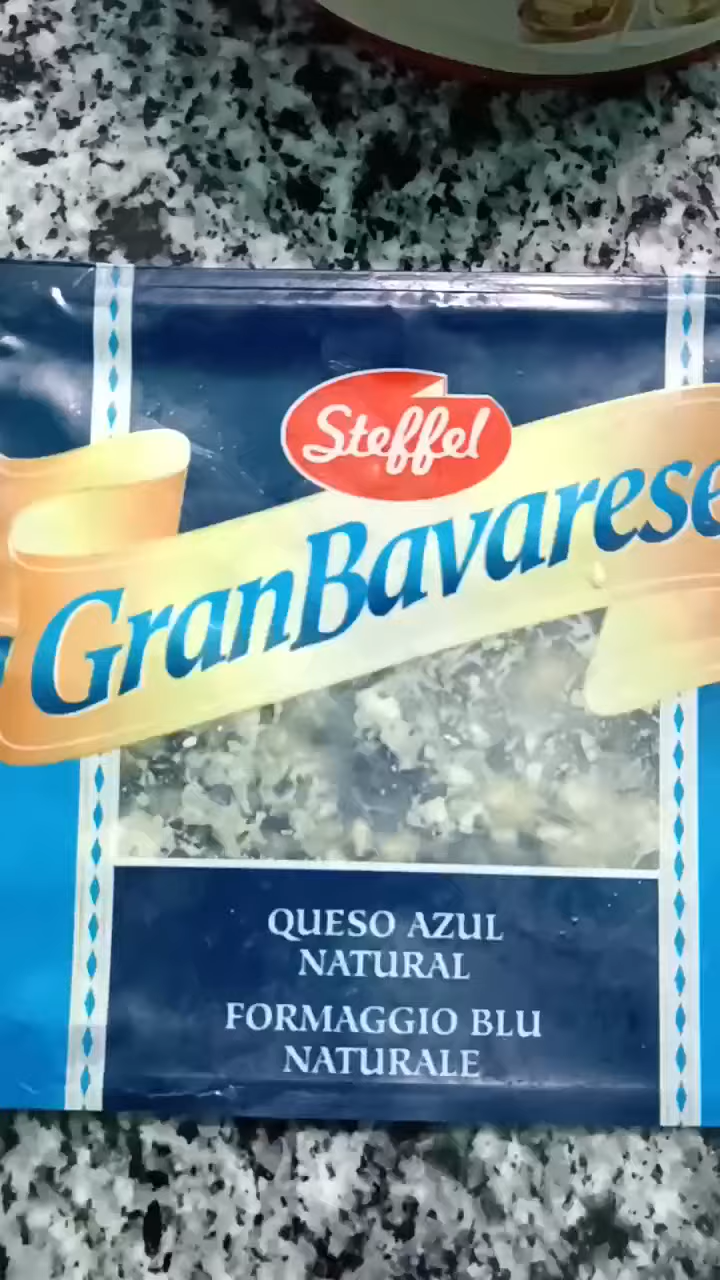 Steffel
GranBavarese
QUESO AZUL
NATURAL
FORMAGGIO BLU
NATURALE